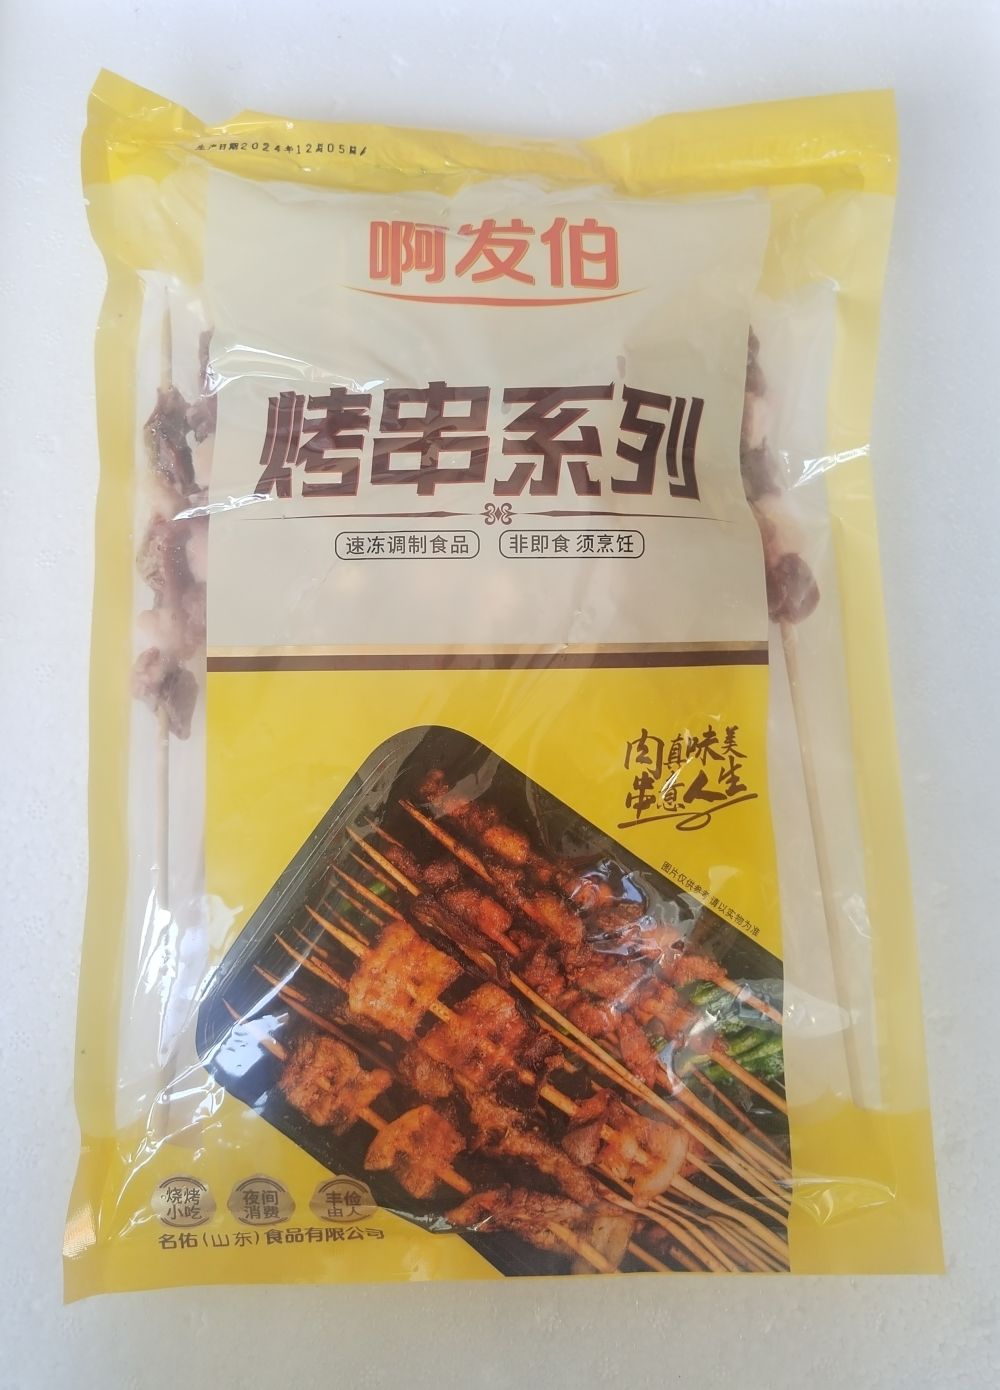 生产日期2024年12月05日
啊发伯
烤串系列
速冻调制食品 非即食 须烹饪
肉真味美
串意人生
图片仅供参考 请以实物为准
烧烤小吃 夜间消费 丰俭由人
名佑(山东)食品有限公司